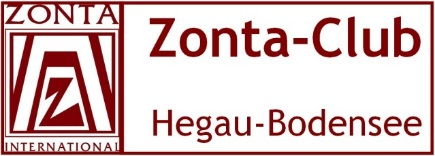 ZONTA
Z
INTERNATIONAL
Zonta-Club
Hegau-Bodensee